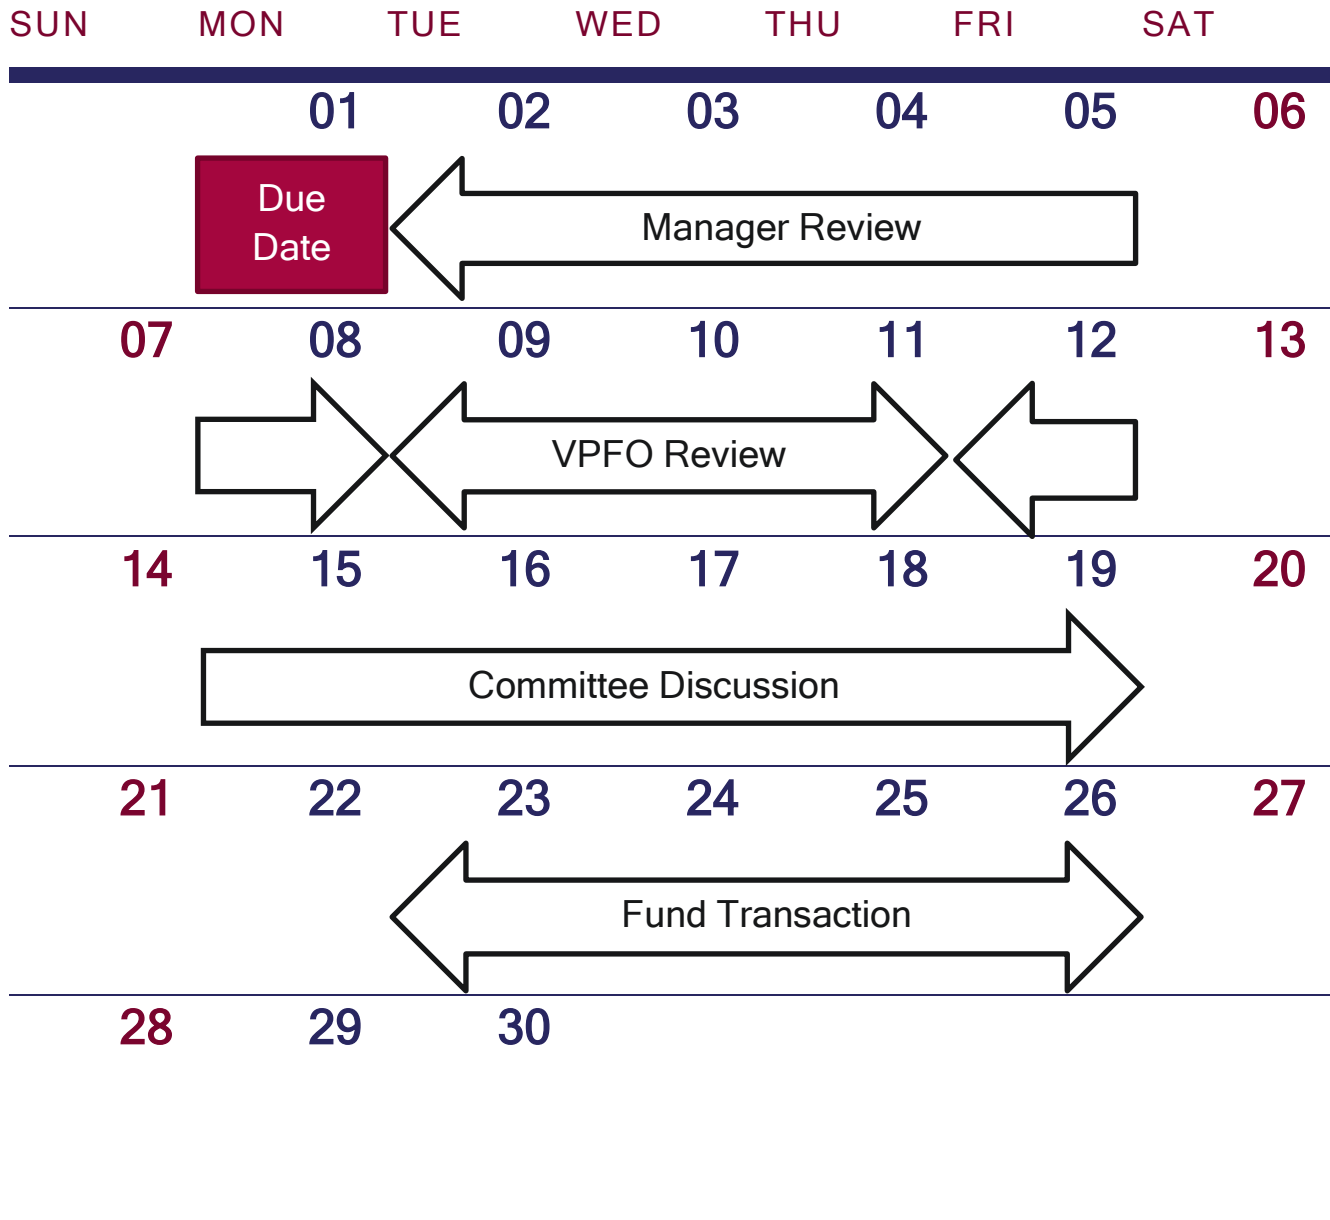 SUN MON TUE WED THU FRI SAT
01 02 03 04 05 06
Due
Date
Manager Review
07 08 09 10 11 12 13
VPFO Review
14 15 16 17 18 19 20
Committee Discussion
21 22 23 24 25 26 27
Fund Transaction
28 29 30